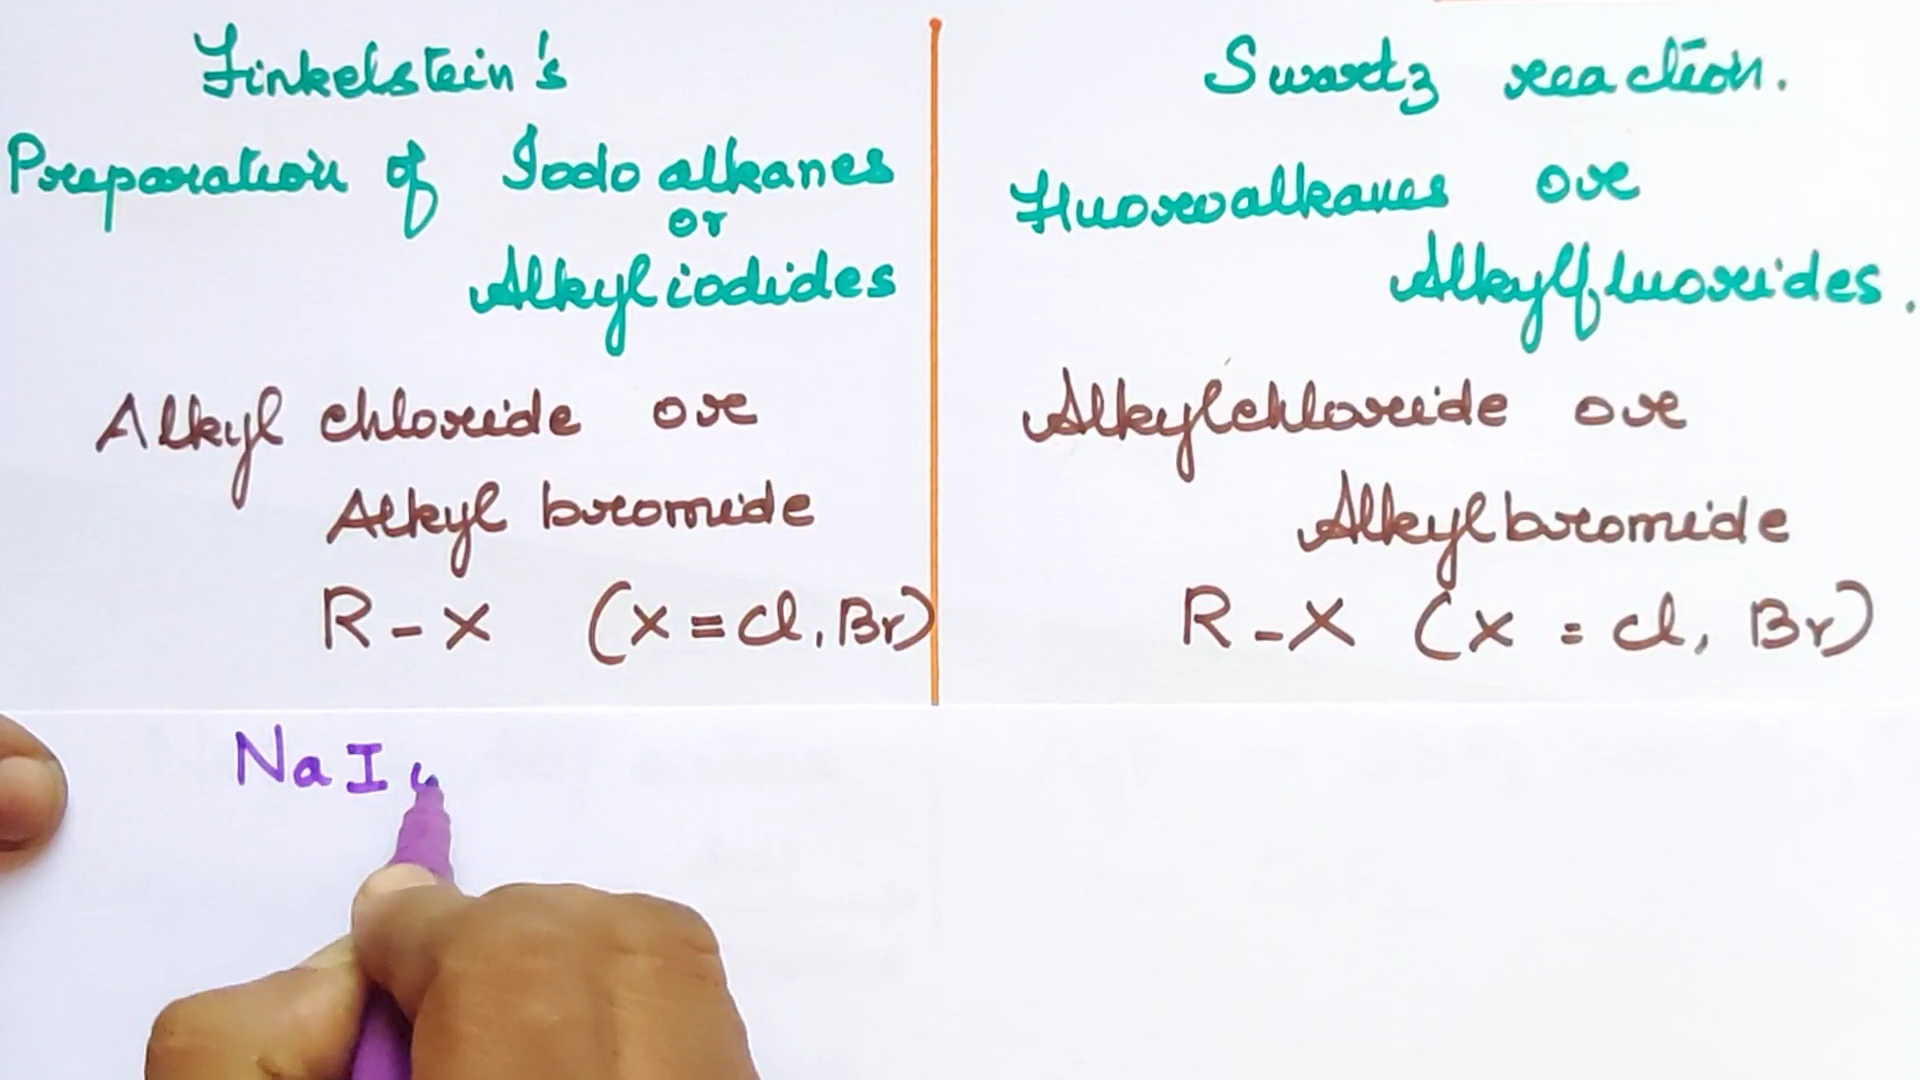 Finkelstein's
Preparation of Iodo alkanes
or
Alkyl iodides
Alkyl chloride or
Alkyl bromide
R - X (X = Cl, Br)
NaI
Swartz reaction.
Fluoroalkanes or
Alkylfluorides.
Alkylchloride or
Alkylbromide
R - X (X = Cl, Br)